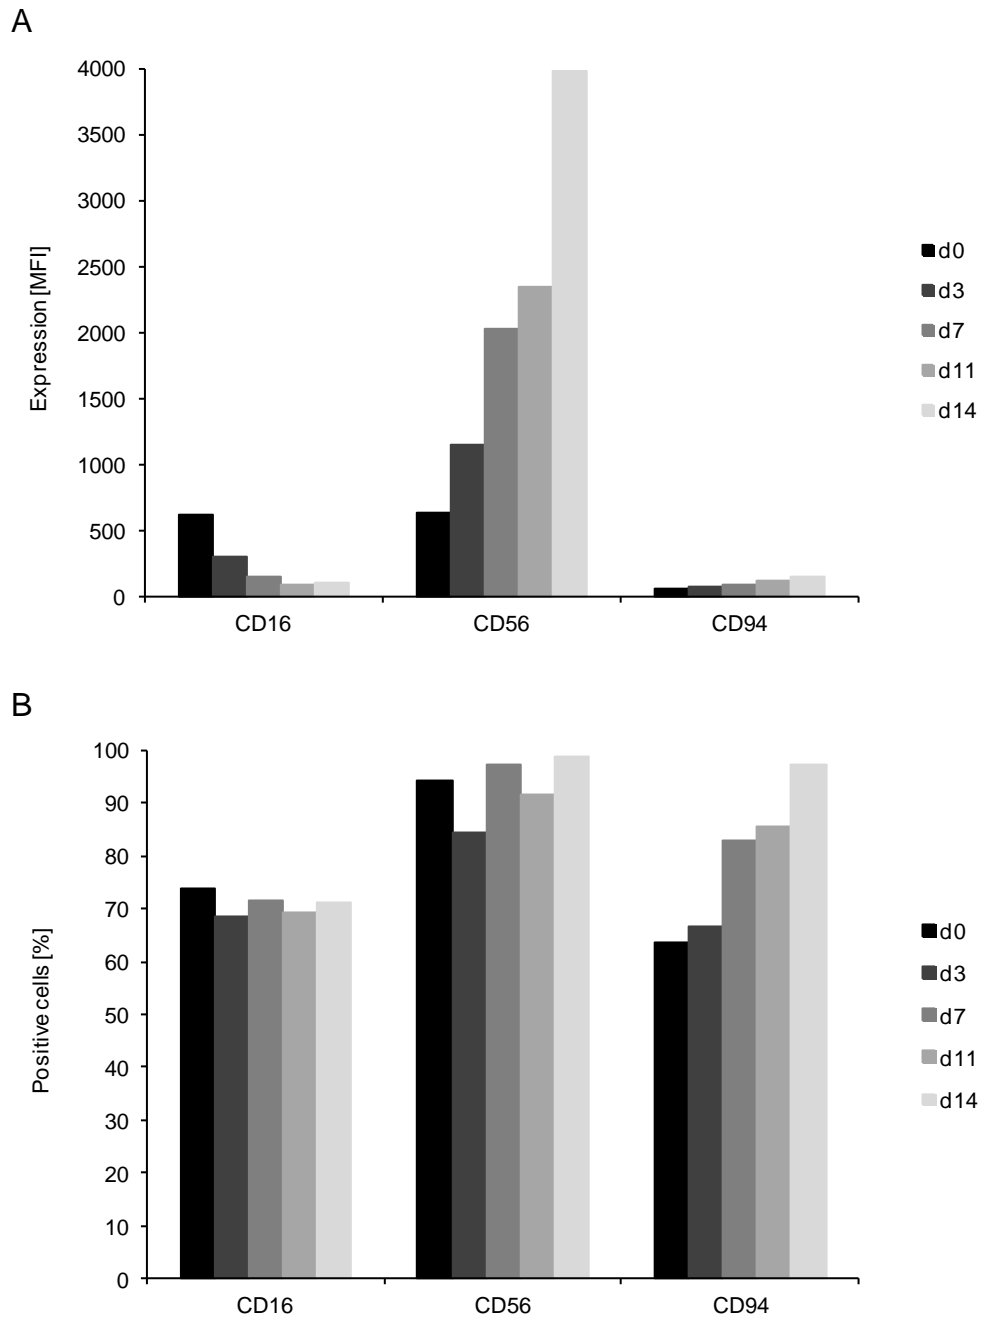 A
4000
3500
3000
2500
2000
1500
1000
500
0
Expression [MFI]
CD16 CD56 CD94
d0
d3
d7
d11
d14
B
100
90
80
70
60
50
40
30
20
10
0
Positive cells [%]
CD16 CD56 CD94
d0
d3
d7
d11
d14